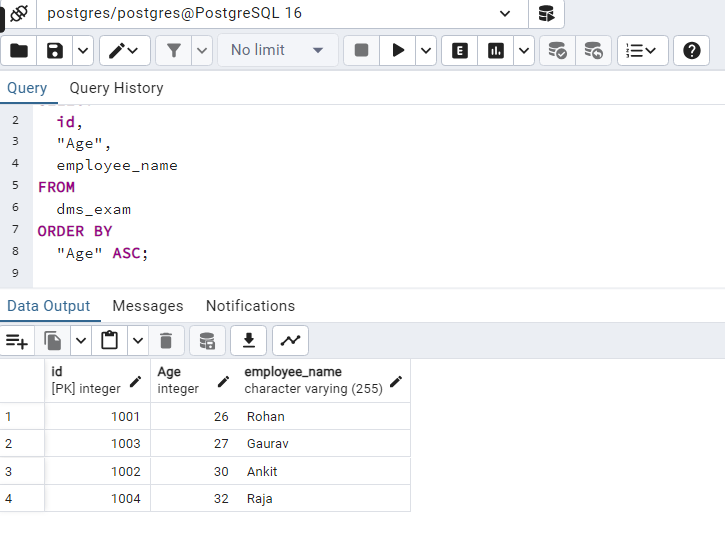 postgres/postgres@PostgreSQL 16
No limit
E
Query Query History
2 id,
3 "Age",
4 employee_name
5 FROM
6 dms_exam
7 ORDER BY
8 "Age" ASC;
9
Data Output Messages Notifications
id Age employee_name
[PK] integer integer character varying (255)
1 1001 26 Rohan
2 1003 27 Gaurav
3 1002 30 Ankit
4 1004 32 Raja